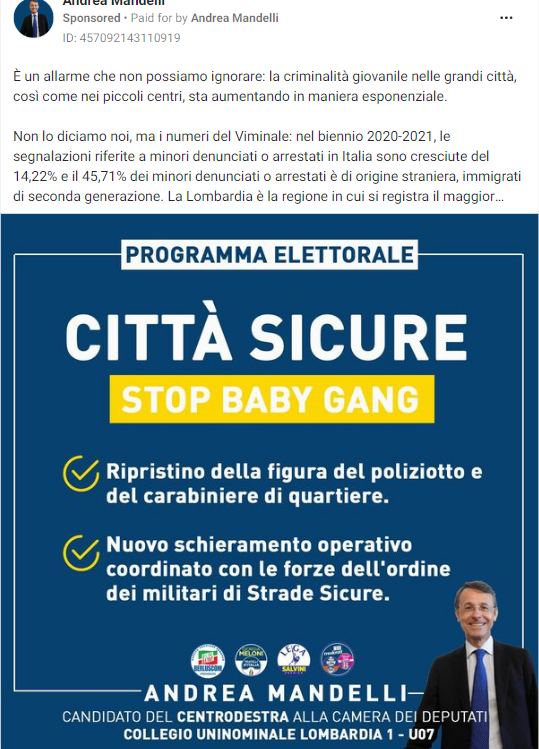 Andrea Mandelli
Sponsored • Paid for by Andrea Mandelli
ID: 457092143110919
È un allarme che non possiamo ignorare: la criminalità giovanile nelle grandi città,
così come nei piccoli centri, sta aumentando in maniera esponenziale.
Non lo diciamo noi, ma i numeri del Viminale: nel biennio 2020-2021, le
segnalazioni riferite a minori denunciati o arrestati in Italia sono cresciute del
14,22% e il 45,71% dei minori denunciati o arrestati è di origine straniera, immigrati
di seconda generazione. La Lombardia è la regione in cui si registra il maggior...
PROGRAMMA ELETTORALE
CITTÀ SICURE
STOP BABY GANG
Ripristino della figura del poliziotto e
del carabiniere di quartiere.
Nuovo schieramento operativo
coordinato con le forze dell'ordine
dei militari di Strade Sicure.
BERLUSCONI
MELONI
LEGA
SALVINI
ANDREA MANDELLI
CANDIDATO DEL CENTRODESTRA ALLA CAMERA DEI DEPUTATI
COLLEGIO UNINOMINALE LOMBARDIA 1 - U07